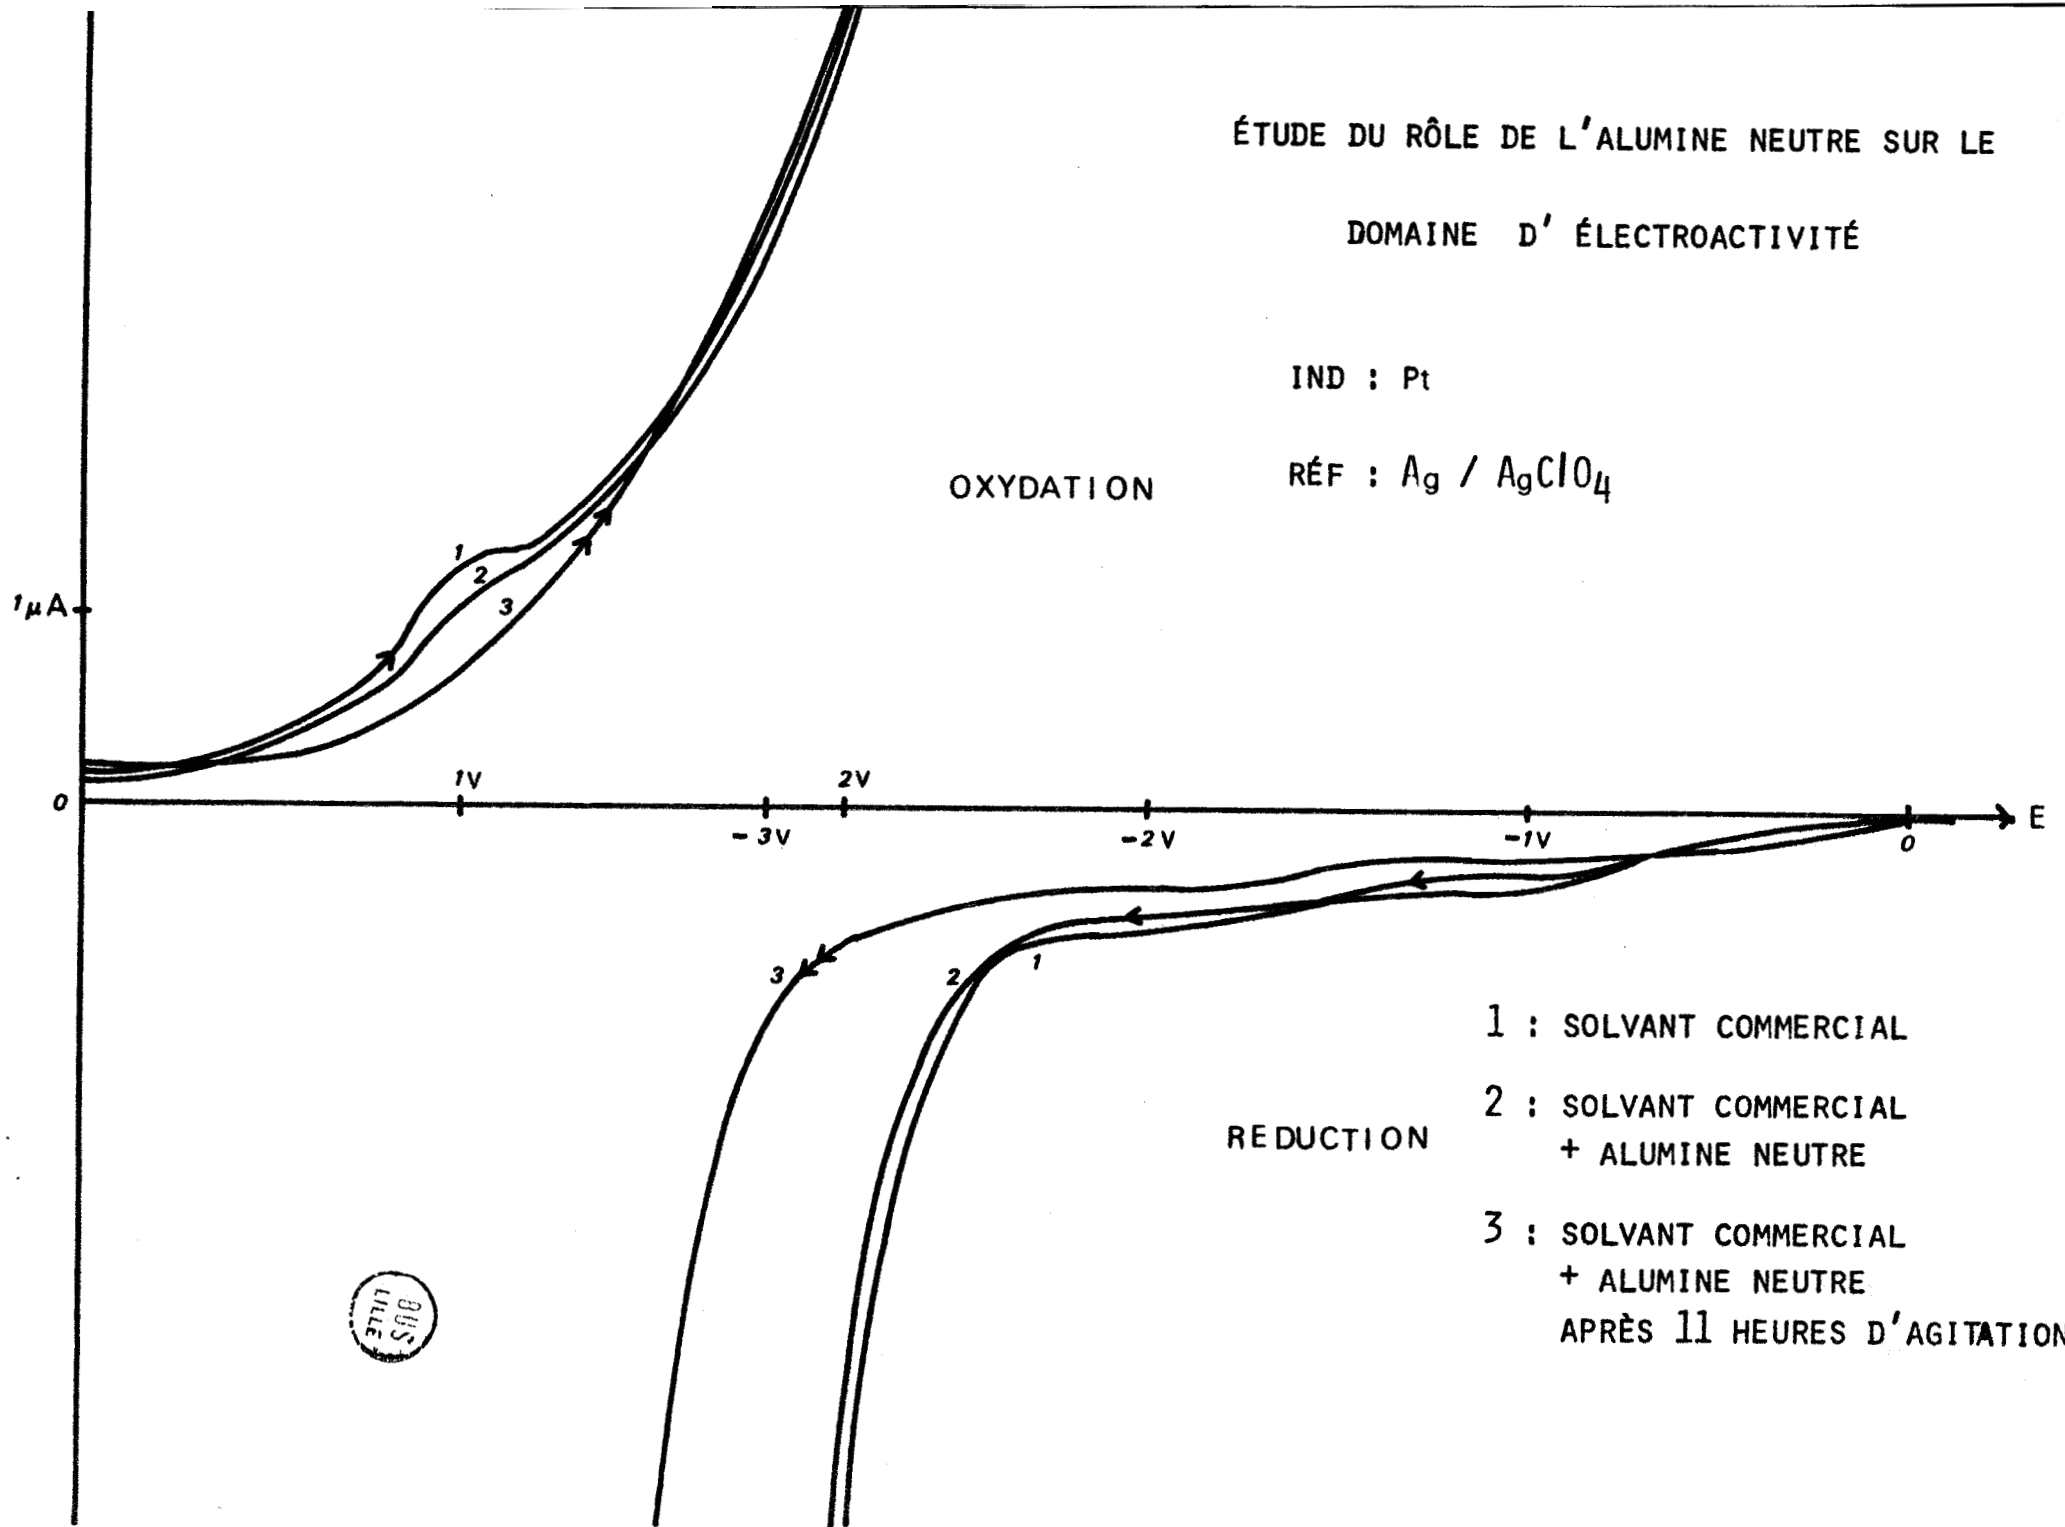 ÉTUDE DU RÔLE DE L'ALUMINE NEUTRE SUR LE
DOMAINE D' ÉLECTROACTIVITÉ
IND : Pt
RÉF : Ag / AgClO4
OXYDATION
1
2
3
1µA
0
1V
2V
-3V
-2V
-1V
0
E
3
2
1
REDUCTION
1 : SOLVANT COMMERCIAL
2 : SOLVANT COMMERCIAL
+ ALUMINE NEUTRE
3 : SOLVANT COMMERCIAL
+ ALUMINE NEUTRE
APRÈS 11 HEURES D'AGITATION
BUS
LILLE